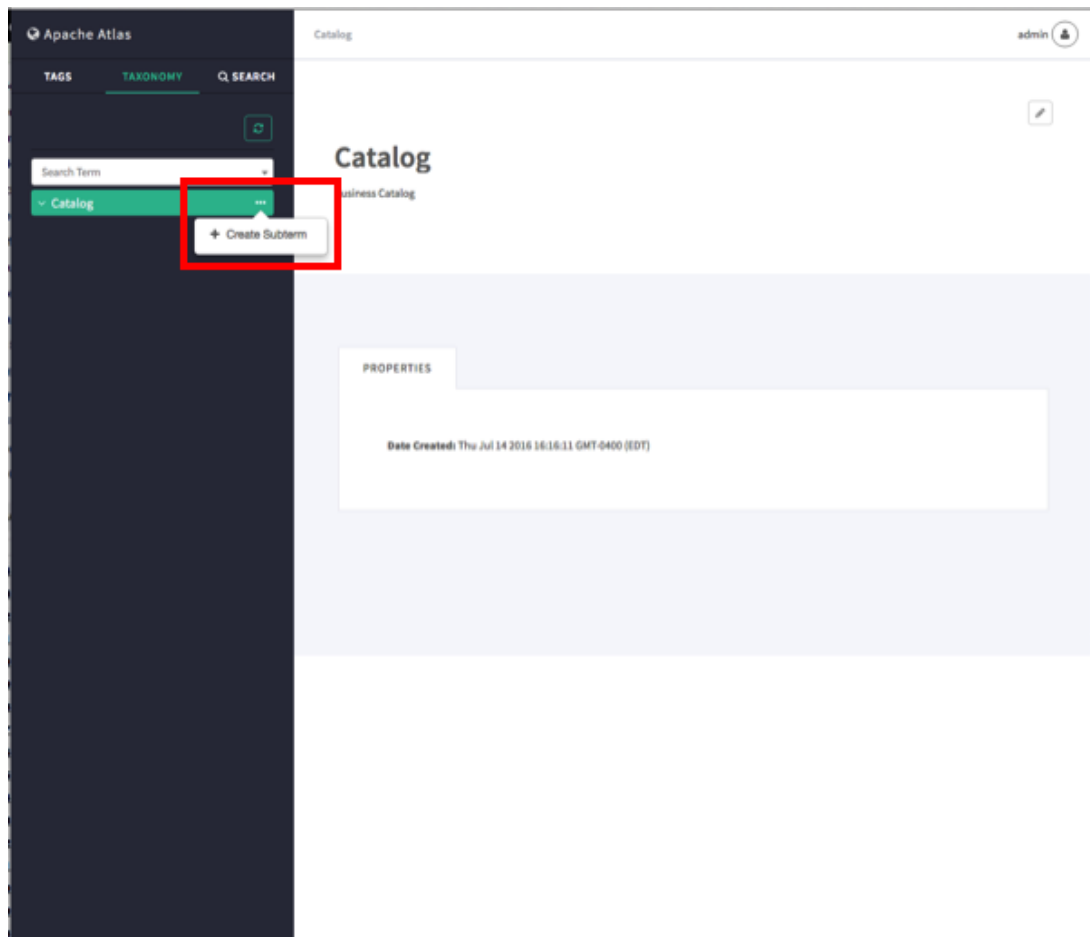 Apache Atlas
Catalog
admin
TAGS
TAXONOMY
SEARCH
Search Term
Catalog
+ Create Subterm
Catalog
usiness Catalog
PROPERTIES
Date Created: Thu Jul 14 2016 16:16:11 GMT-0400 (EDT)